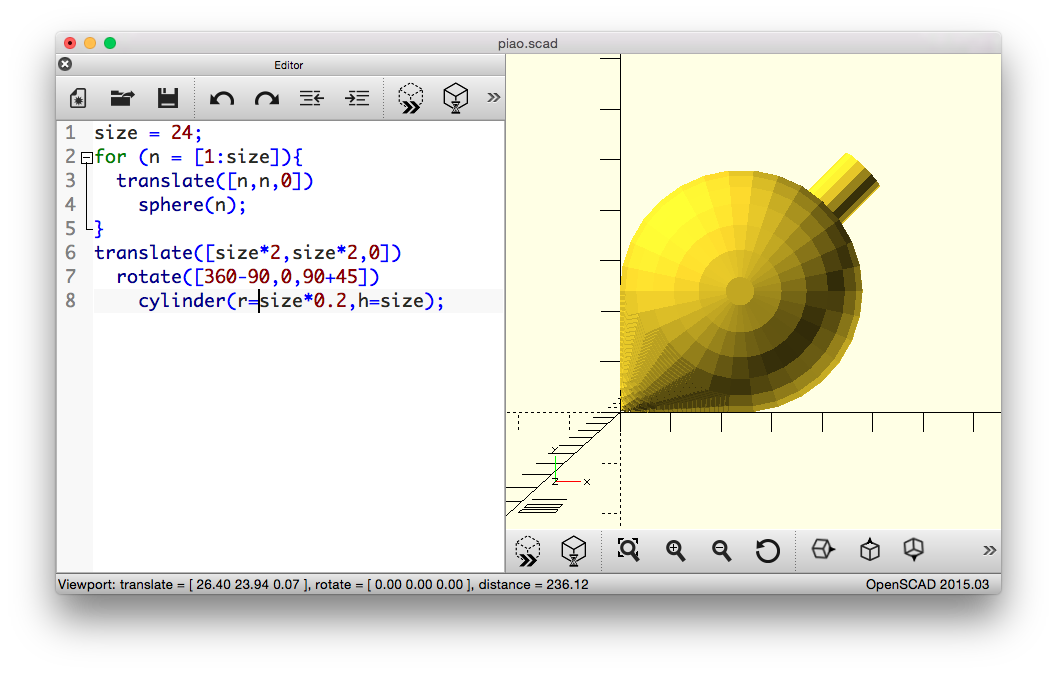 piao.scad
Editor
1 size = 24;
2 for (n = [1:size]){
3 translate([n,n,0])
4 sphere(n);
5 }
6 translate([size*2,size*2,0])
7 rotate([360-90,0,90+45])
8 cylinder(r=size*0.2,h=size);
Y
Z X
Viewport: translate = [ 26.40 23.94 0.07 ], rotate = [ 0.00 0.00 0.00 ], distance = 236.12
OpenSCAD 2015.03